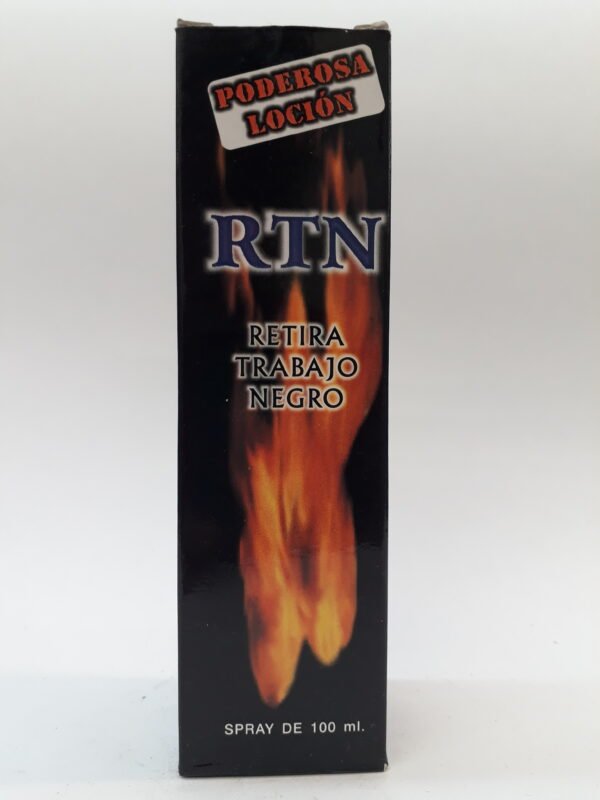 PODEROSA
LOCIÓN
RTN
RETIRA
TRABAJO
NEGRO
SPRAY DE 100 ml.